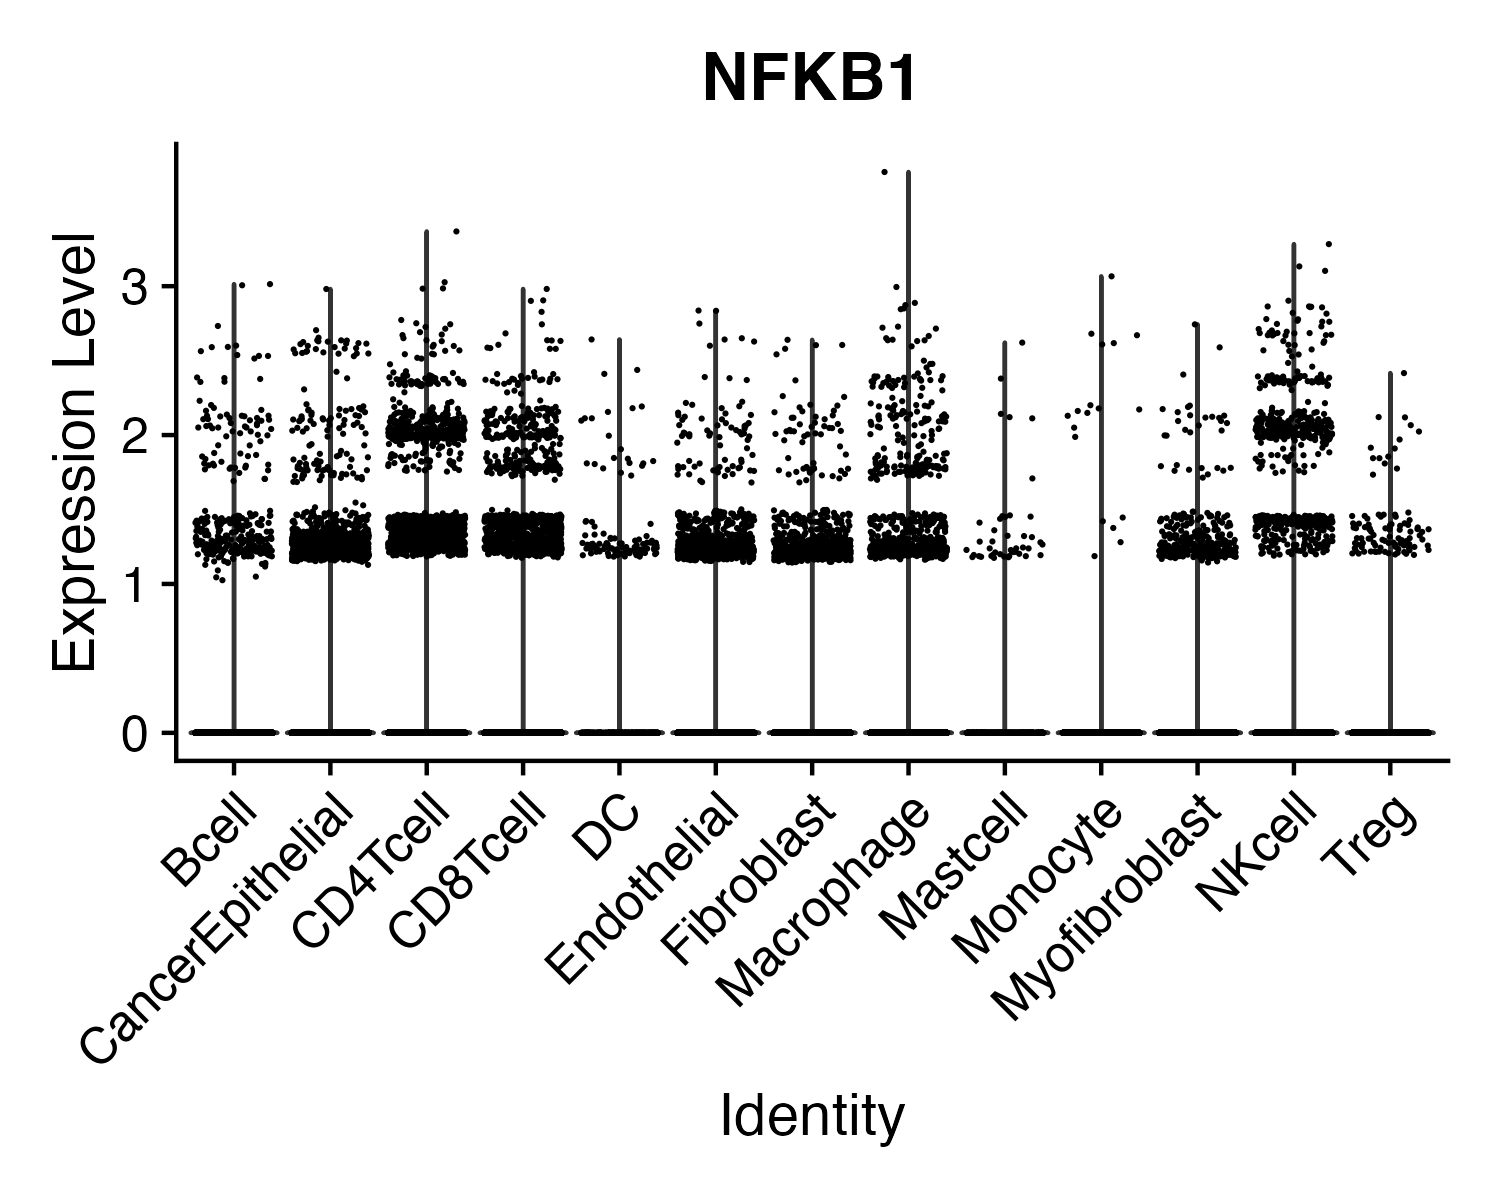 NFKB1
Expression Level
3
2
1
0
Bcell
CancerEpithelial
CD4Tcell
CD8Tcell
DC
Endothelial
Fibroblast
Macrophage
Mastcell
Monocyte
Myofibroblast
NKcell
Treg
Identity